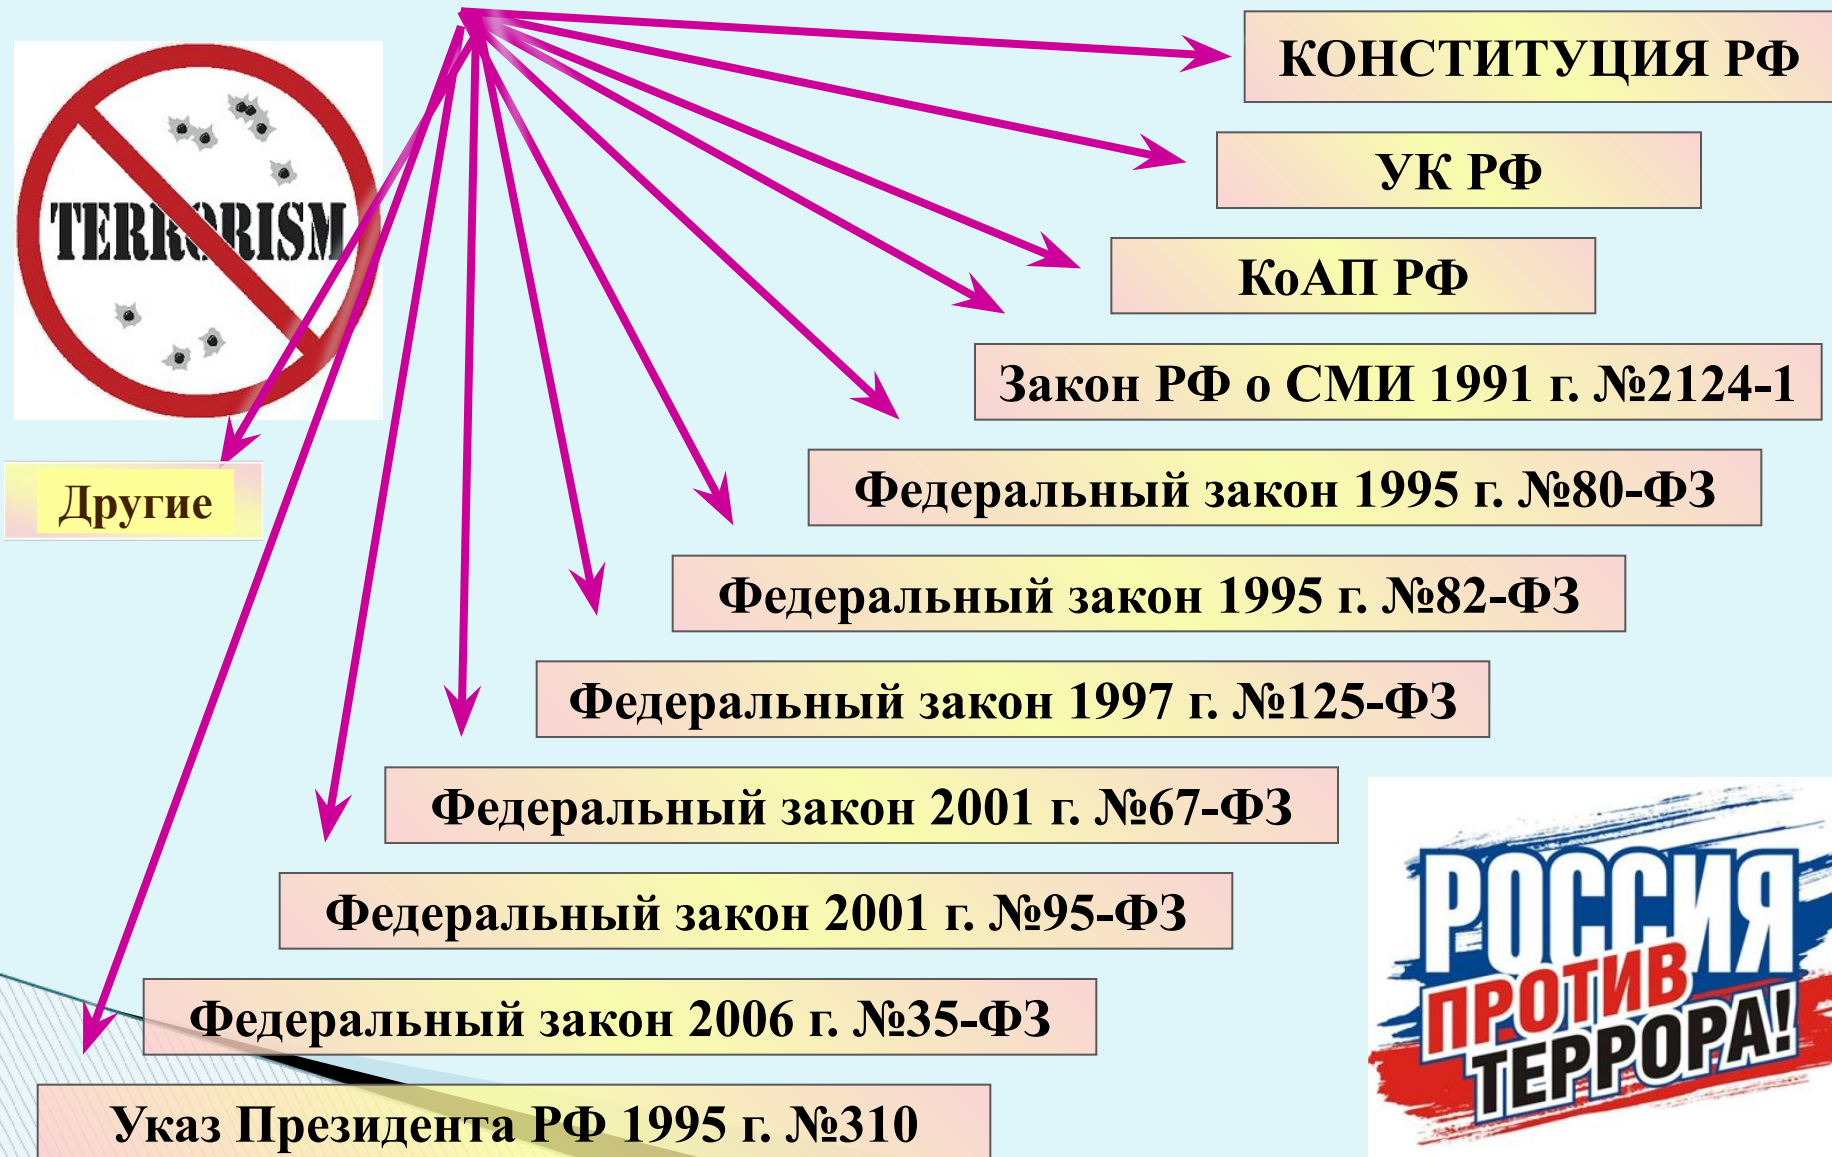 КОНСТИТУЦИЯ РФ
УК РФ
КоАП РФ
TERRORISM
Закон РФ о СМИ 1991 г. №2124-1
Федеральный закон 1995 г. №80-ФЗ
Другие
Федеральный закон 1995 г. №82-ФЗ
Федеральный закон 1997 г. №125-ФЗ
Федеральный закон 2001 г. №67-ФЗ
Федеральный закон 2001 г. №95-ФЗ
Федеральный закон 2006 г. №35-ФЗ
Указ Президента РФ 1995 г. №310
РОССИЯ
ПРОТИВ
ТЕРРОРА!